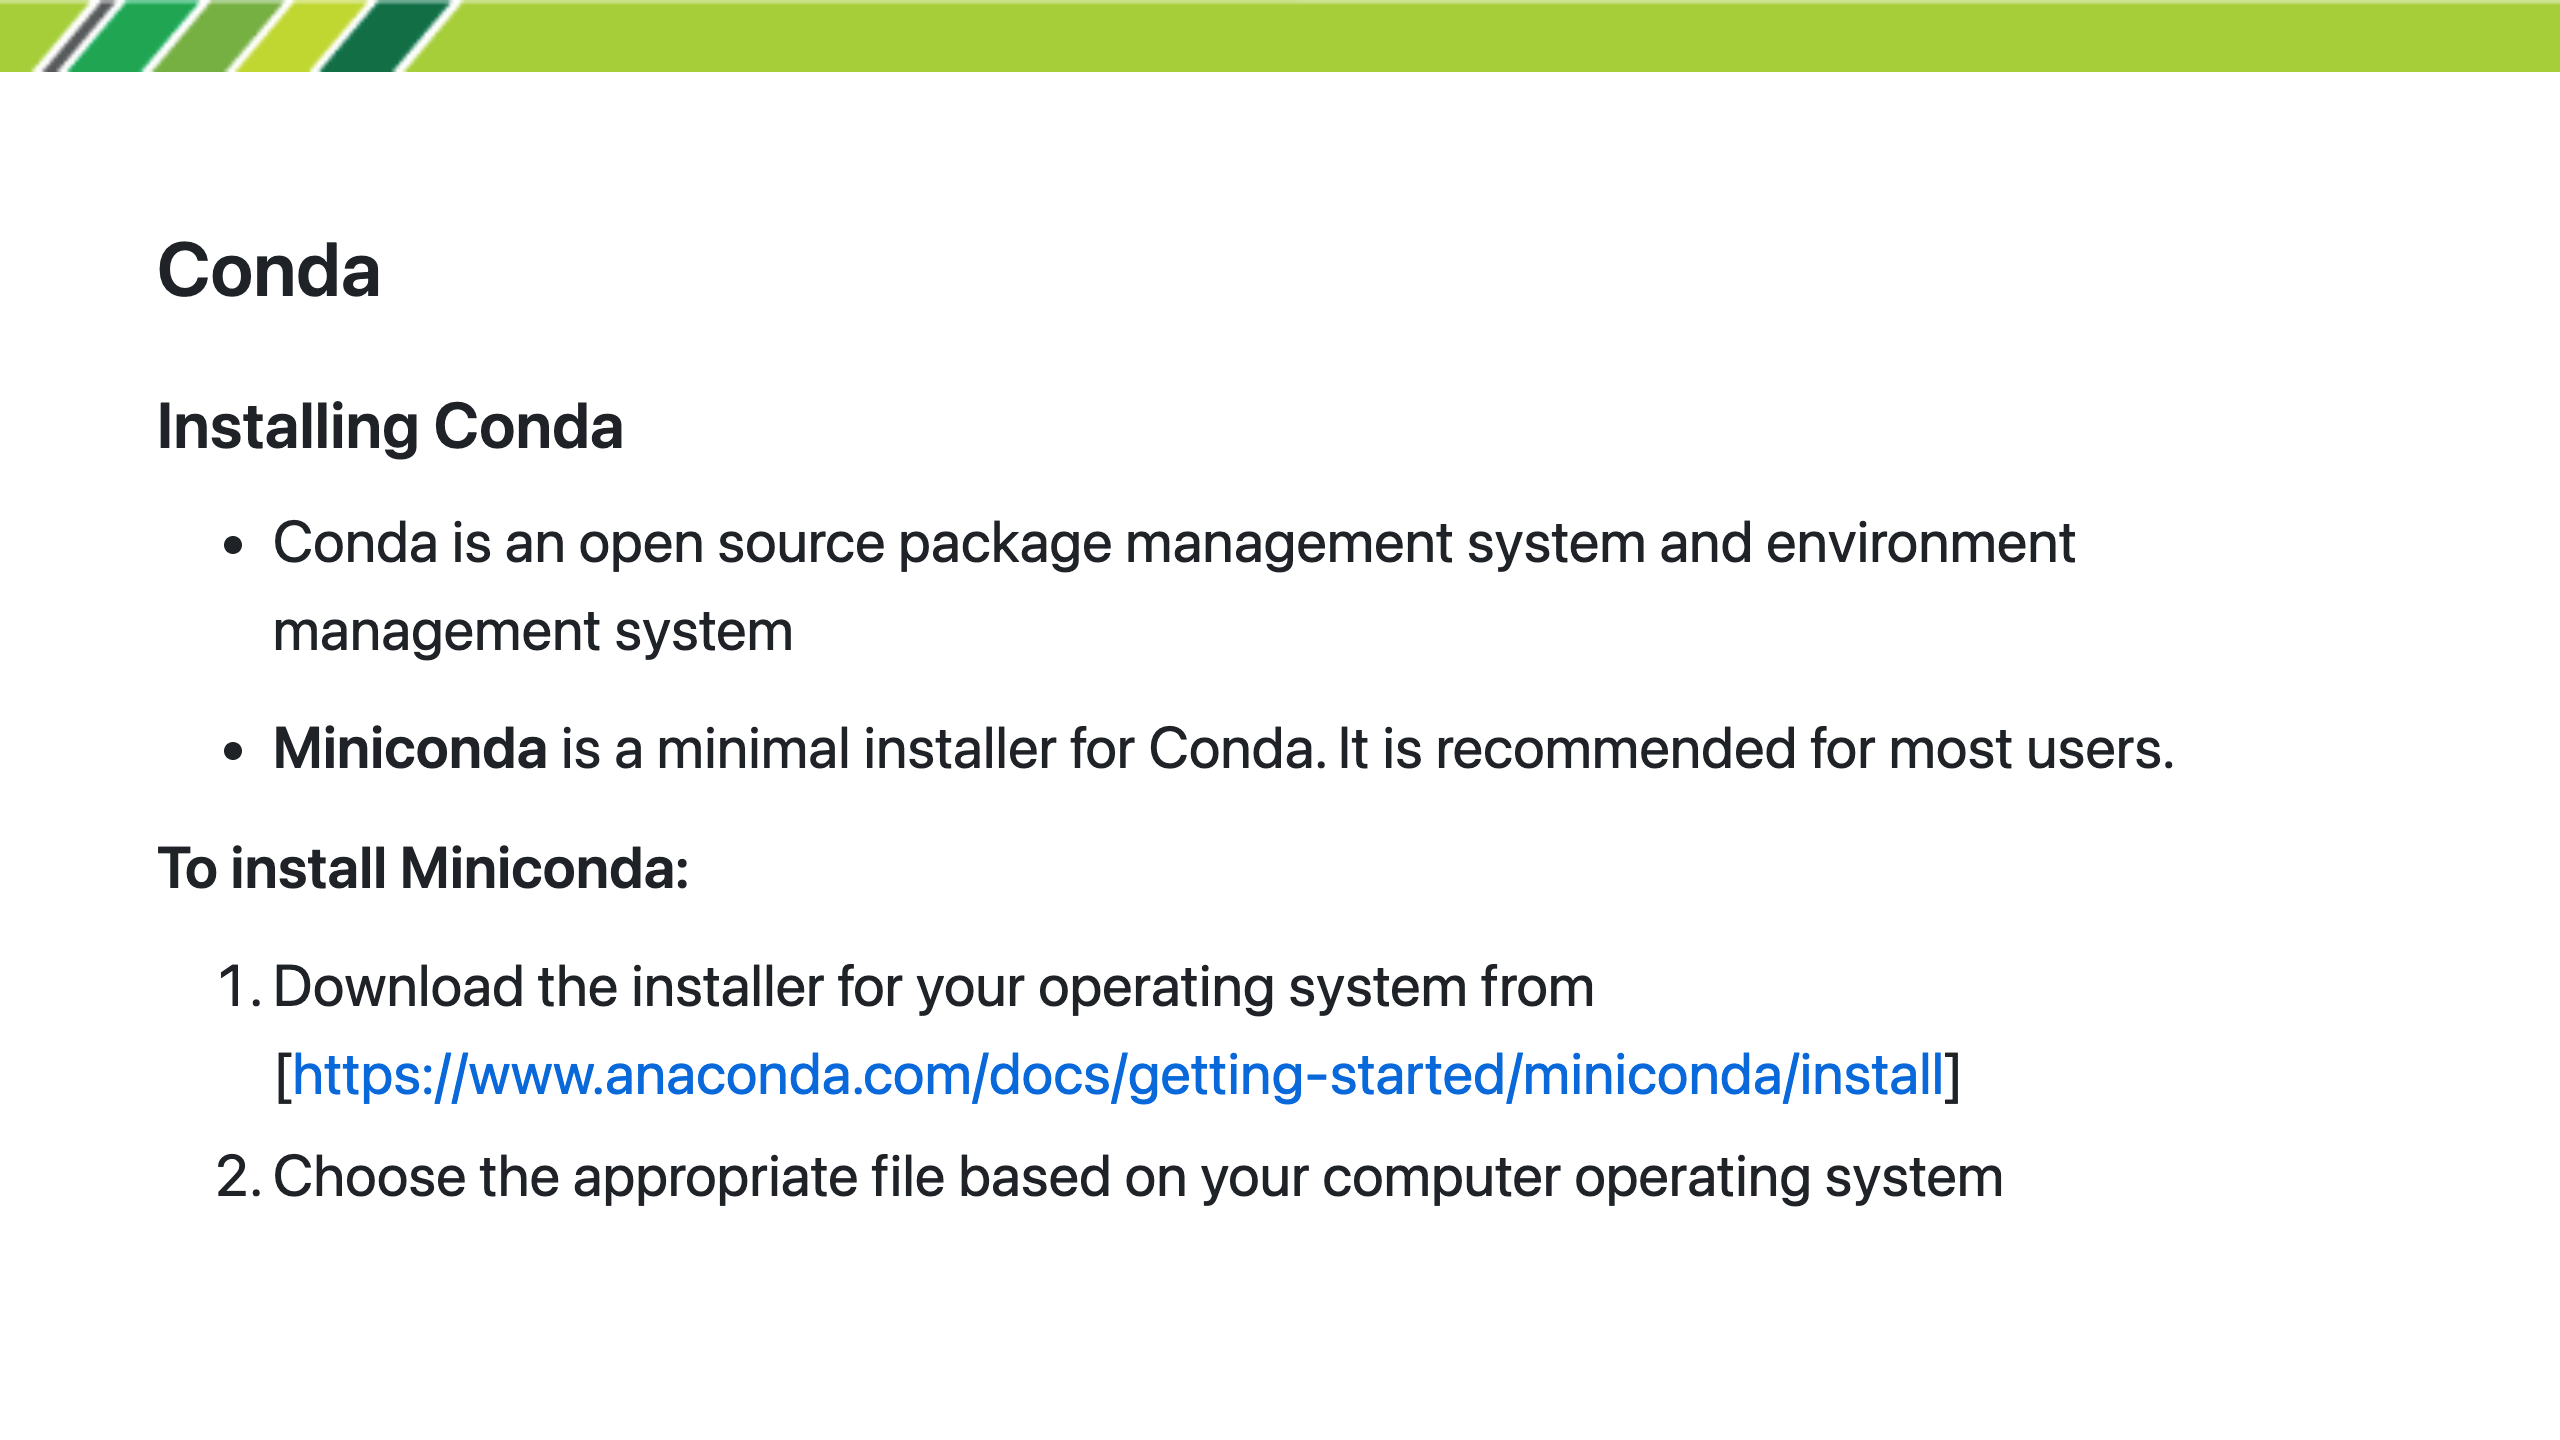 Conda
Installing Conda
• Conda is an open source package management system and environment
management system
• Miniconda is a minimal installer for Conda. It is recommended for most users.
To install Miniconda:
1. Download the installer for your operating system from
[https://www.anaconda.com/docs/getting-started/miniconda/install]
2. Choose the appropriate file based on your computer operating system